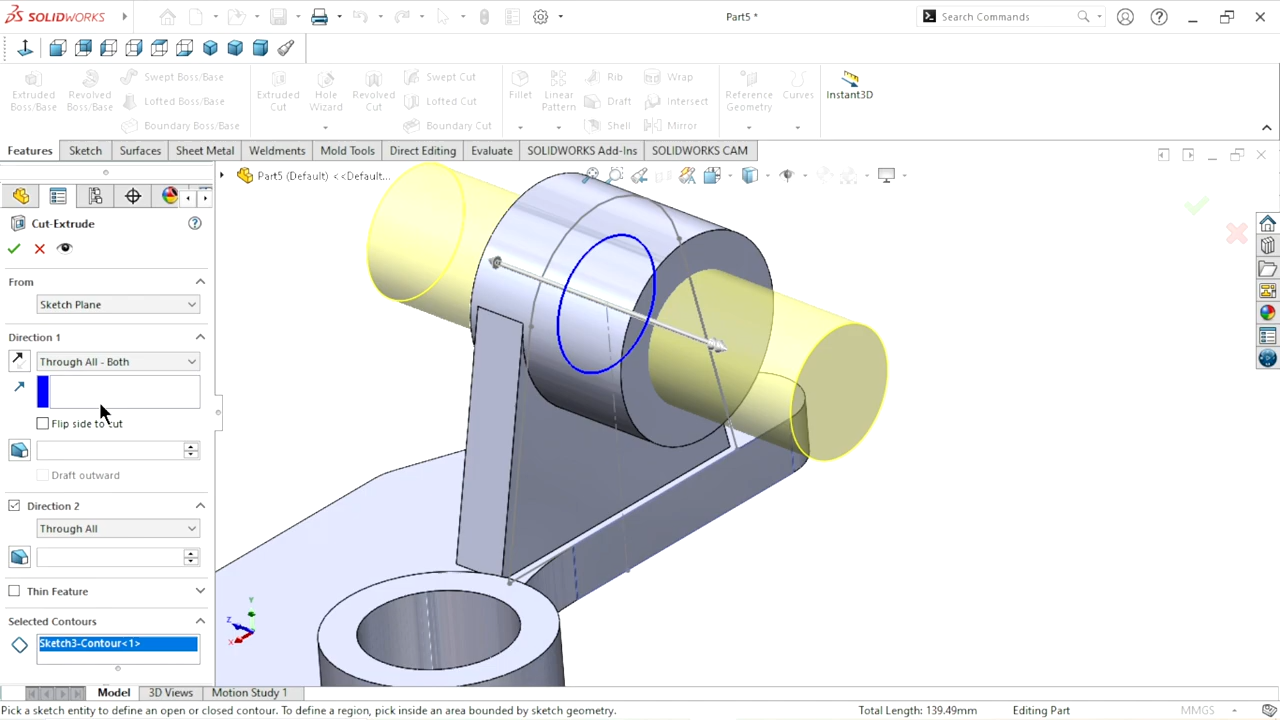 SOLIDWORKS
Part5 *
Search Commands
Extruded Boss/Base
Revolved Boss/Base
Swept Boss/Base
Lofted Boss/Base
Boundary Boss/Base
Extruded Cut
Hole Wizard
Revolved Cut
Swept Cut
Lofted Cut
Boundary Cut
Fillet
Linear Pattern
Rib
Draft
Shell
Wrap
Intersect
Mirror
Reference Geometry
Curves
Instant3D
Features
Sketch
Surfaces
Sheet Metal
Weldments
Mold Tools
Direct Editing
Evaluate
SOLIDWORKS Add-Ins
SOLIDWORKS CAM
Part5 (Default) <<Default...
Cut-Extrude
From
Sketch Plane
Direction 1
Through All - Both
Flip side to cut
Draft outward
Direction 2
Through All
Thin Feature
Selected Contours
Sketch3-Contour<1>
Y
Z
X
Model
3D Views
Motion Study 1
Pick a sketch entity to define an open or closed contour. To define a region, pick inside an area bounded by sketch geometry.
Total Length: 139.49mm
Editing Part
MMGS